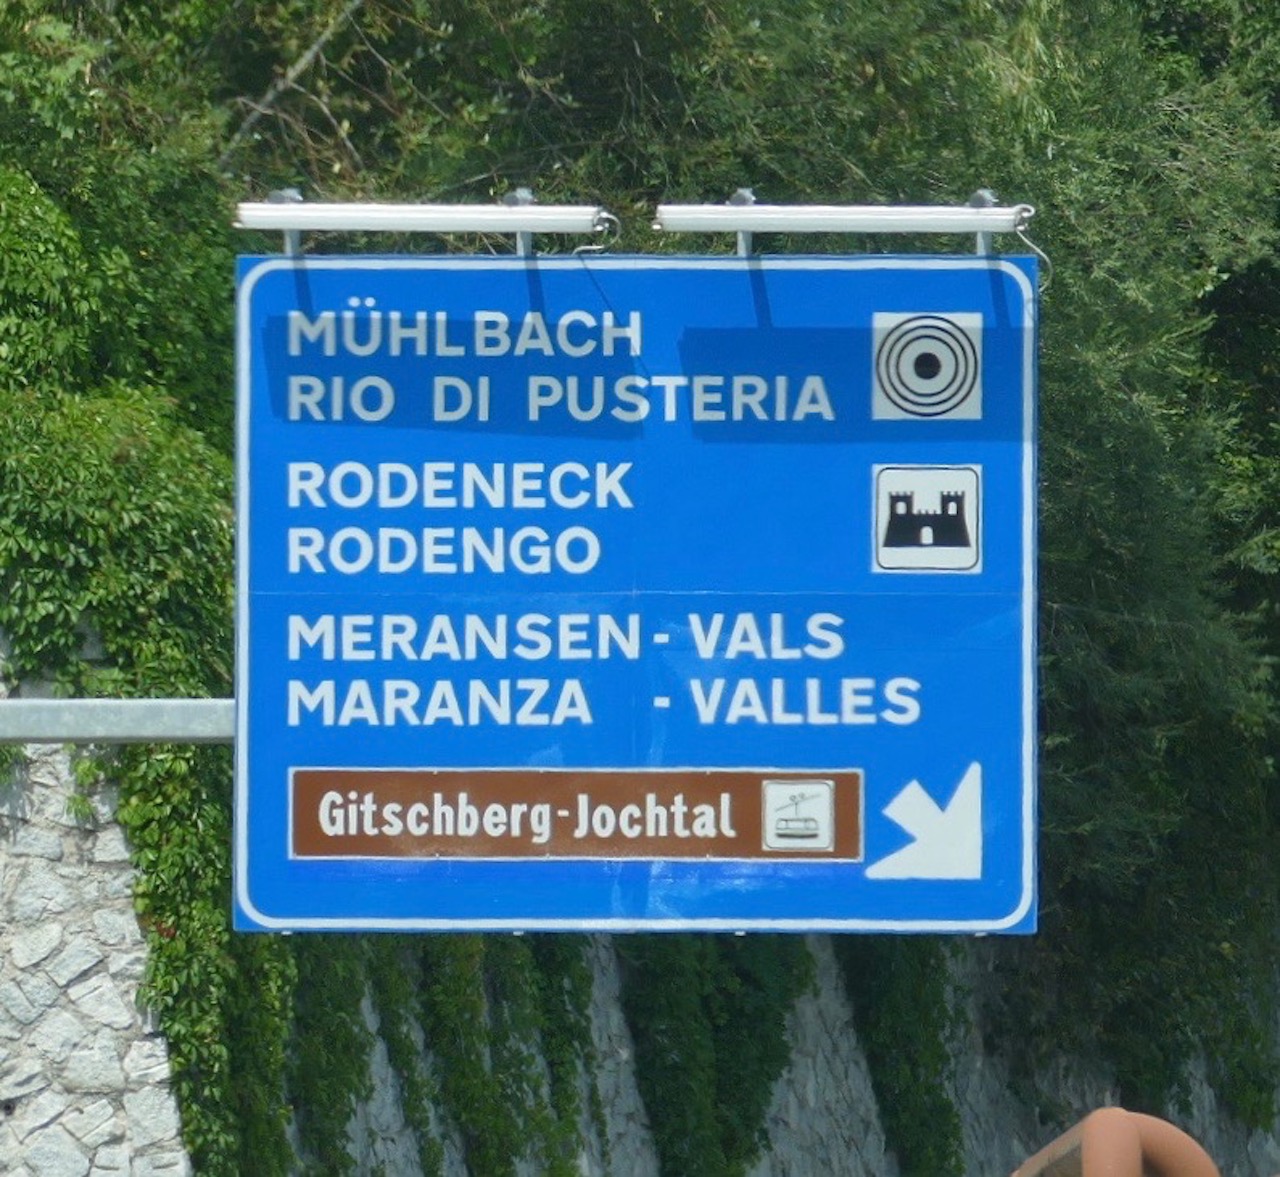 MÜHLBACH
RIO DI PUSTERIA
RODENECK
RODENGO
MERANSEN - VALS
MARANZA - VALLES
Gitschberg-Jochtal